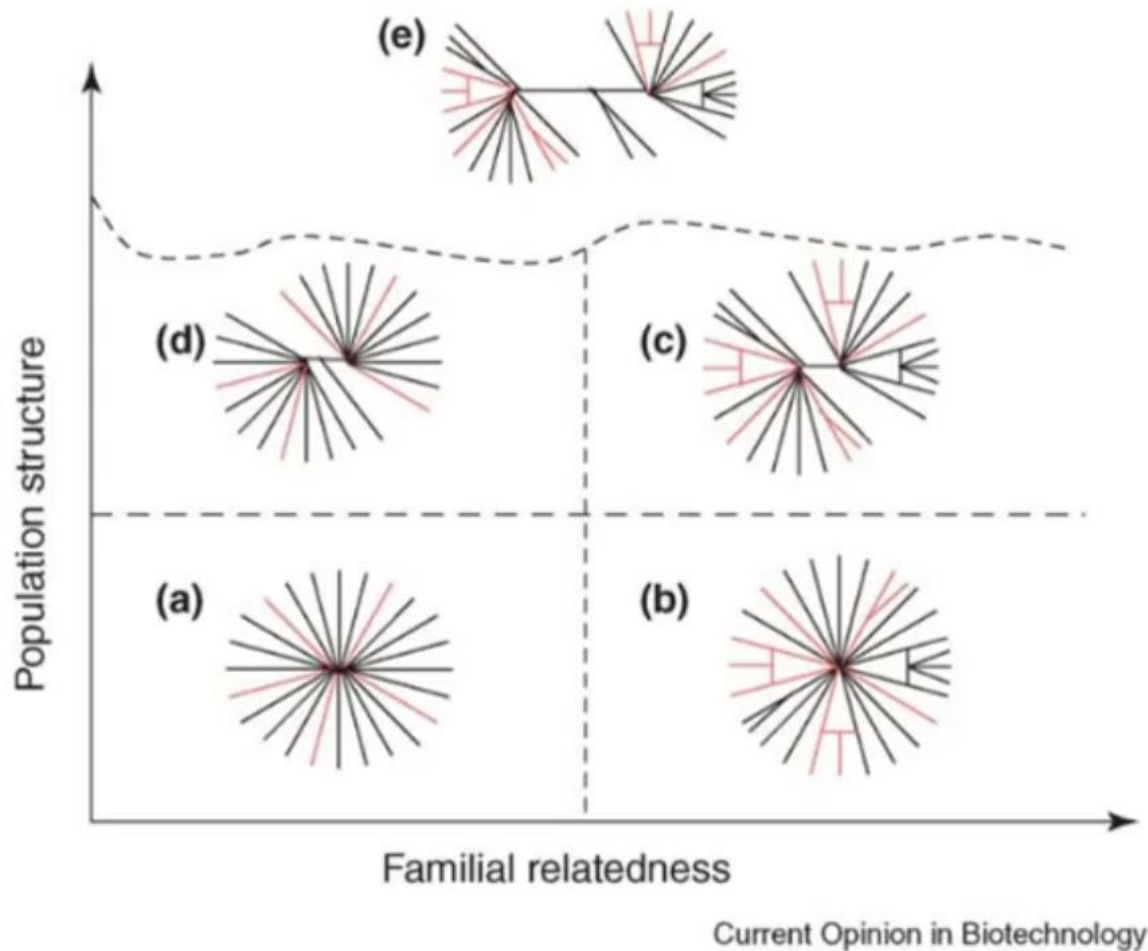 (e)
(d)
(c)
(a)
(b)
Population structure
Familial relatedness
Current Opinion in Biotechnology